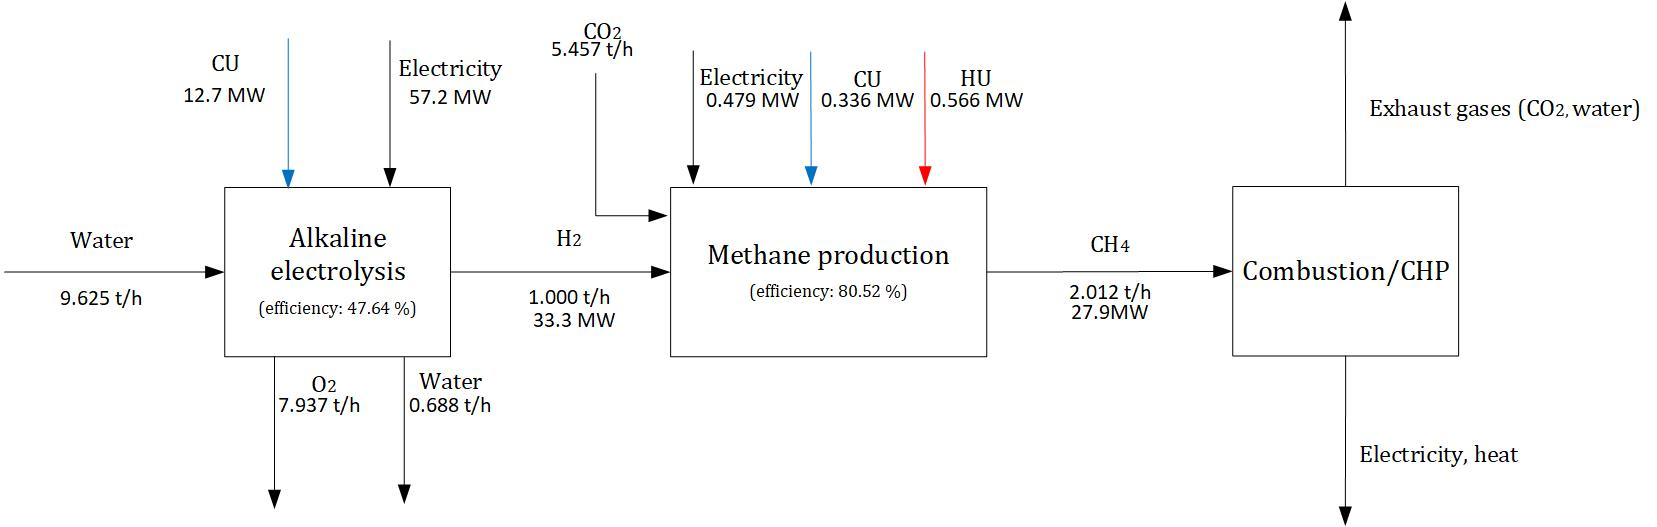 CU
12.7 MW
Electricity
57.2 MW
Water
9.625 t/h
Alkaline
electrolysis
(efficiency: 47.64 %)
O2
7.937 t/h
Water
0.688 t/h
H2
1.000 t/h
33.3 MW
CO2
5.457 t/h
Electricity
0.479 MW
CU
0.336 MW
HU
0.566 MW
Methane production
(efficiency: 80.52 %)
CH4
2.012 t/h
27.9MW
Combustion/CHP
Exhaust gases (CO2, water)
Electricity, heat